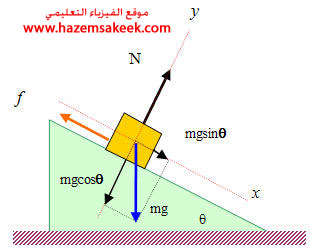 موقع الفيزياء التعليمي
www.hazemsakeek.com
y
N
f
mgsinθ
mgcosθ
x
mg
θ